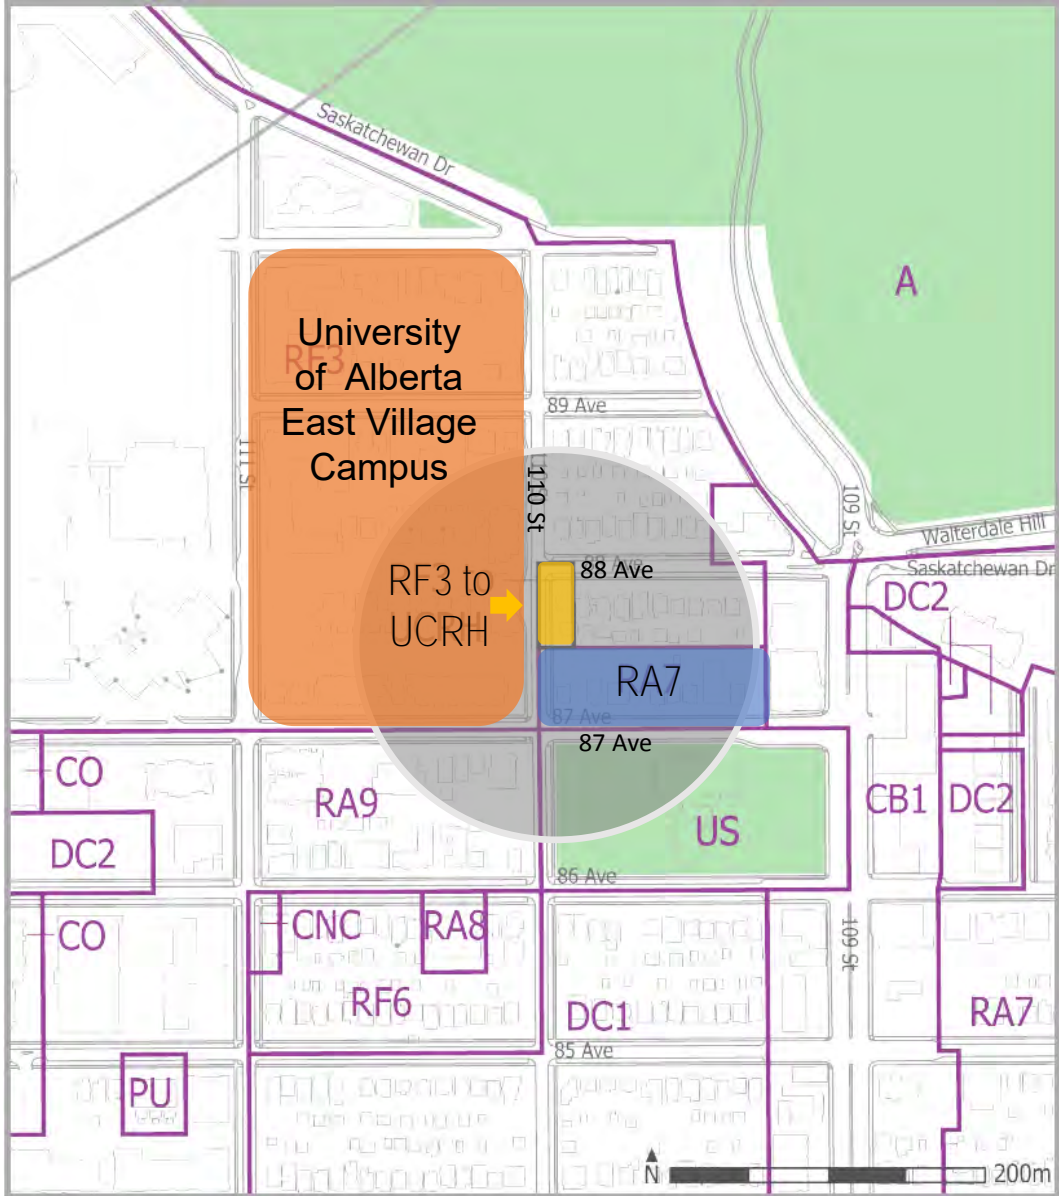 Saskatchewan Dr
A
University
of Alberta
East Village
Campus
RF3
89 Ave
111 St
110 St
109 St
Walterdale Hill
Saskatchewan Dr
88 Ave
88 Ave
RF3 to
UCRH
DC2
RA7
87 Ave
87 Ave
CO
RA9
DC2
US
CB1
DC2
86 Ave
CO
CNC
RA8
109 St
RF6
DC1
RA7
85 Ave
PU
N
200m